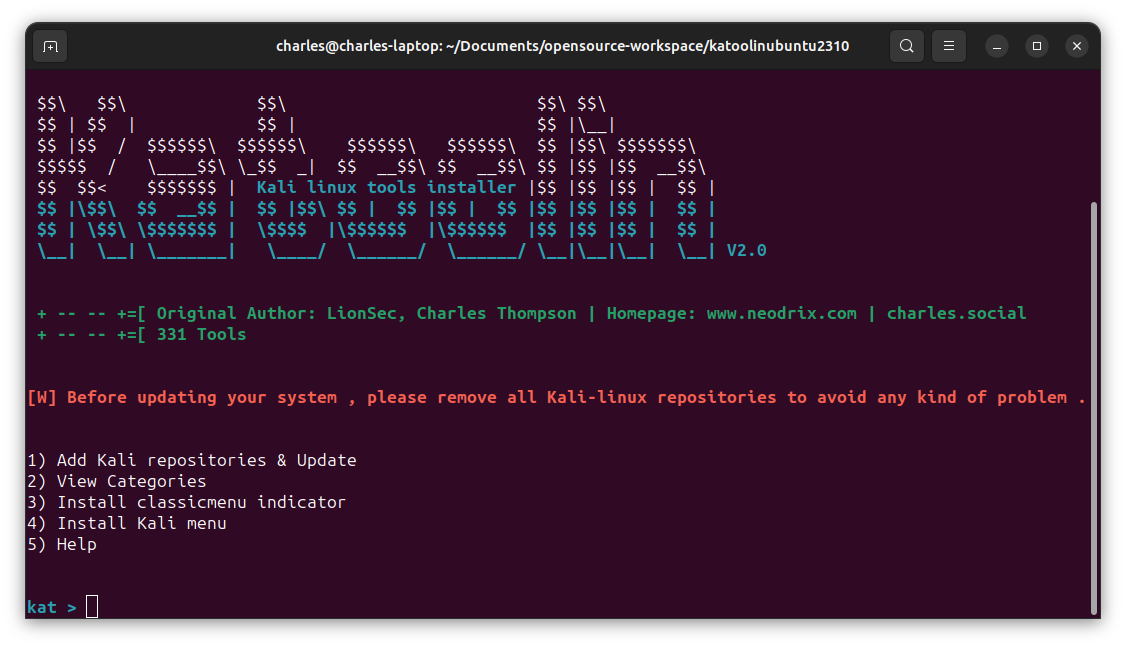 charles@charles-laptop: ~/Documents/opensource-workspace/katoolinubuntu2310
 $$\   $$\             $$\                         $$\ $$\
 $$ | $$  |            $$ |                        $$ |\__|
 $$ |$$  /  $$$$$$\  $$$$$$\    $$$$$$\   $$$$$$\  $$ |$$\ $$$$$$$\
 $$$$$  /   \____$$\ \_$$  _|  $$  __$$\ $$  __$$\ $$ |$$ |$$  __$$\
 $$  $$<    $$$$$$$ |  Kali linux tools installer |$$ |$$ |$$ |  $$ |
 $$ |\$$\  $$  __$$ |  $$ |$$\ $$ |  $$ |$$ |  $$ |$$ |$$ |$$ |  $$ |
 $$ | \$$\ \$$$$$$$ |  \$$$$  |\$$$$$$  |\$$$$$$  |$$ |$$ |$$ |  $$ |
 \__|  \__| \_______|   \____/  \______/  \______/ \__|\__|\__|  \__| V2.0
 + -- -- +=[ Original Author: LionSec, Charles Thompson | Homepage: www.neodrix.com | charles.social
 + -- -- +=[ 331 Tools
[W] Before updating your system , please remove all Kali-linux repositories to avoid any kind of problem .
1) Add Kali repositories & Update
2) View Categories
3) Install classicmenu indicator
4) Install Kali menu
5) Help
kat >